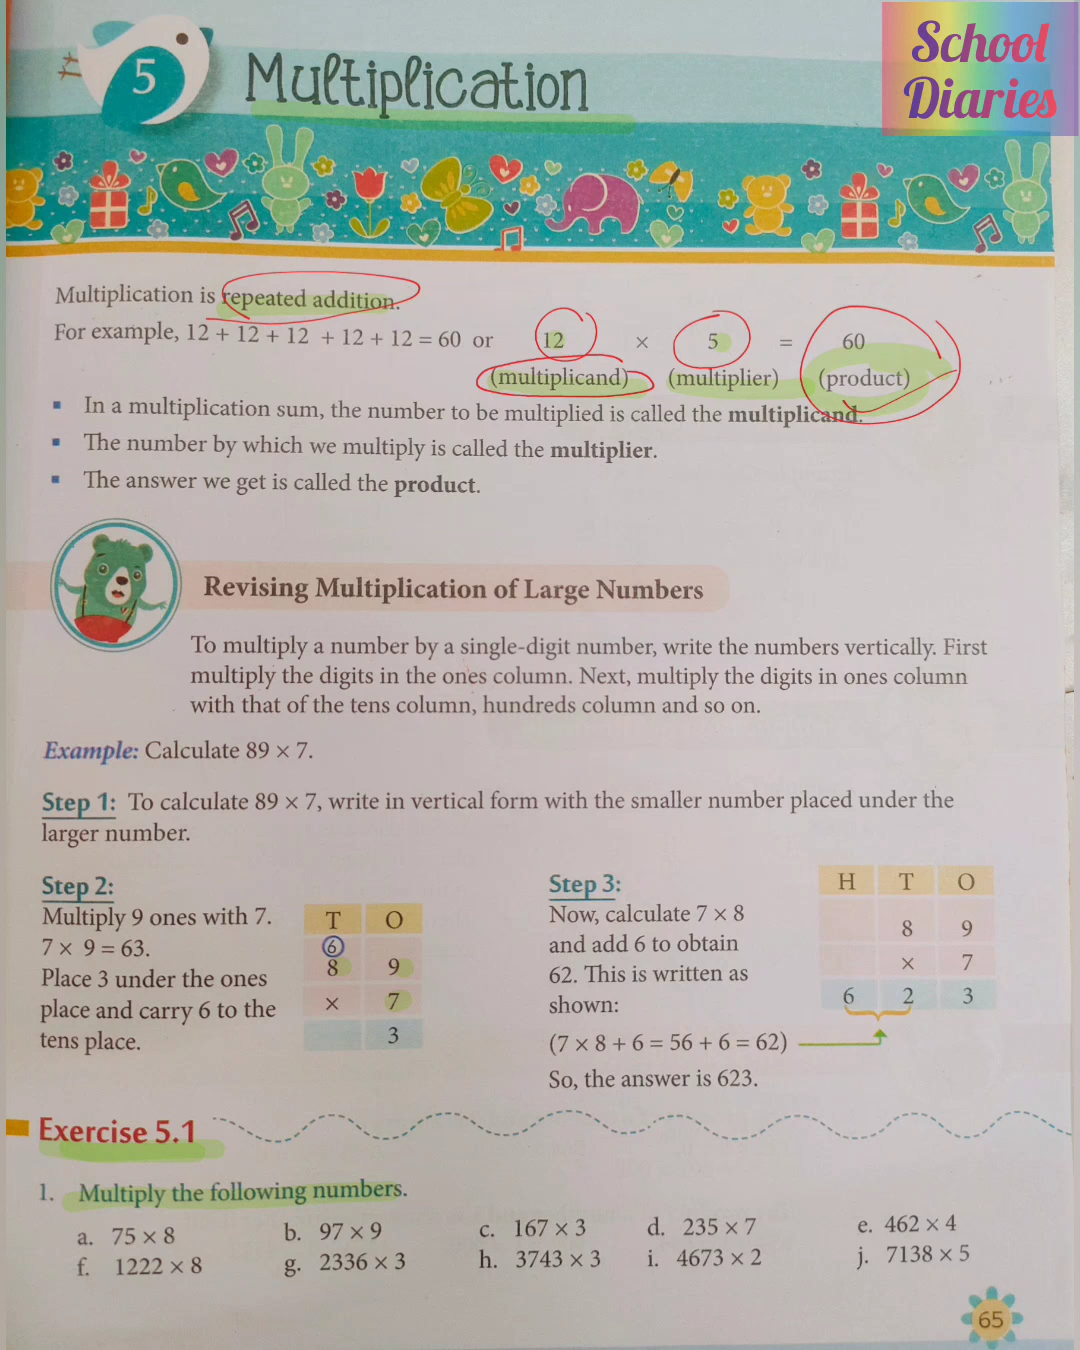 School
Diaries
5
Multiplication
Multiplication is repeated addition.
For example, 12 + 12 + 12 + 12 + 12 = 60 or 12 × 5 = 60
(multiplicand) (multiplier) (product)
▪ In a multiplication sum, the number to be multiplied is called the multiplicand.
▪ The number by which we multiply is called the multiplier.
▪ The answer we get is called the product.
Revising Multiplication of Large Numbers
To multiply a number by a single-digit number, write the numbers vertically. First
multiply the digits in the ones column. Next, multiply the digits in ones column
with that of the tens column, hundreds column and so on.
Example: Calculate 89 × 7.
Step 1: To calculate 89 × 7, write in vertical form with the smaller number placed under the
larger number.
Step 2:
Multiply 9 ones with 7.
7 × 9 = 63.
Place 3 under the ones
place and carry 6 to the
tens place.
T O
6
8 9
× 7
3
Step 3:
Now, calculate 7 × 8
and add 6 to obtain
62. This is written as
shown:
(7 × 8 + 6 = 56 + 6 = 62)
So, the answer is 623.
H T O
8 9
× 7
6 2 3
Exercise 5.1
1. Multiply the following numbers.
a. 75 × 8 b. 97 × 9 c. 167 × 3 d. 235 × 7 e. 462 × 4
f. 1222 × 8 g. 2336 × 3 h. 3743 × 3 i. 4673 × 2 j. 7138 × 5
65